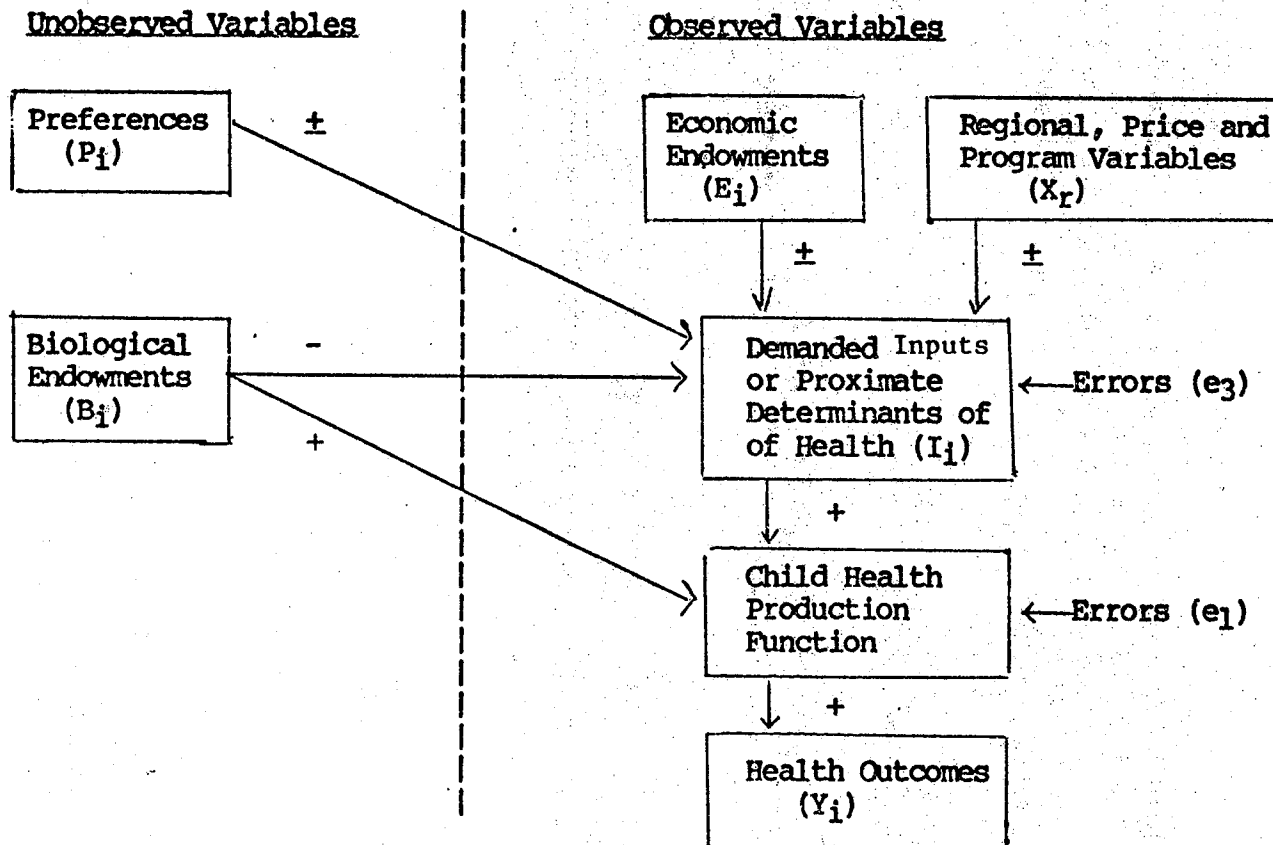 Unobserved Variables
Observed Variables
Preferences
(Pi)
±
Economic
Endowments
(Ei)
Regional, Price and
Program Variables
(Xr)
±
±
Biological
Endowments
(Bi)
-
+
Demanded Inputs
or Proximate
Determinants of
of Health (Ii)
Errors (e3)
+
Child Health
Production
Function
Errors (e1)
+
Health Outcomes
(Yi)